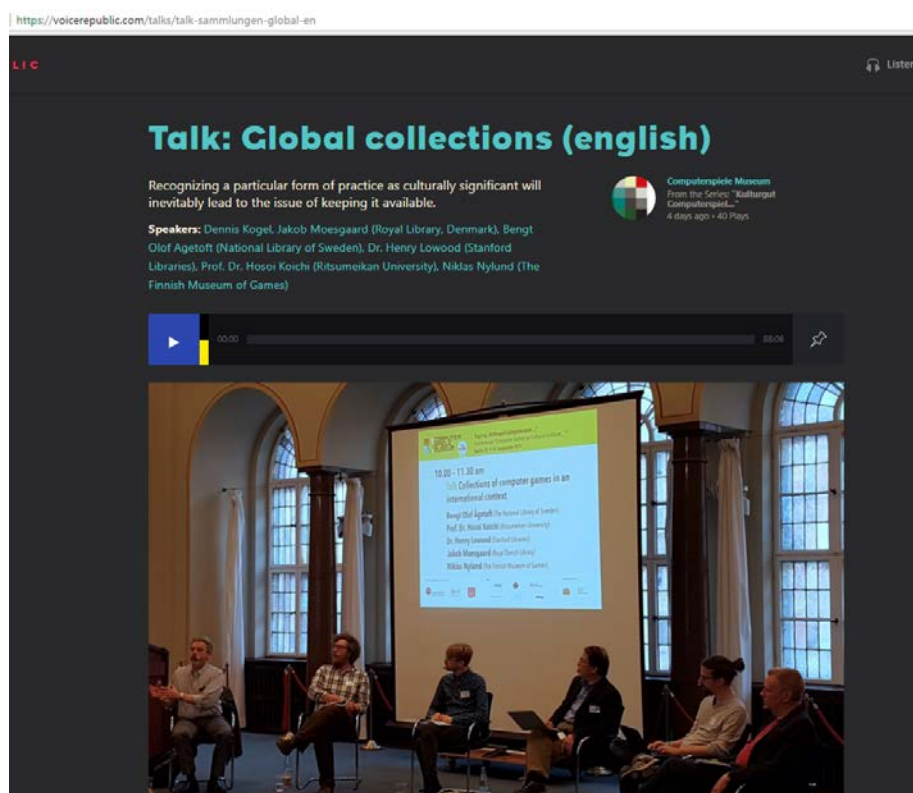 https://voicerepublic.com/talks/talk-sammlungen-global-en
LIC
Listen
Talk: Global collections (english)
Recognizing a particular form of practice as culturally significant will
inevitably lead to the issue of keeping it available.
Speakers: Dennis Kogel, Jakob Moesgaard (Royal Library, Denmark), Bengt
Olof Agetoft (National Library of Sweden), Dr. Henry Lowood (Stanford
Libraries), Prof. Dr. Hosoi Koichi (Ritsumeikan University), Niklas Nylund (The
Finnish Museum of Games)
Computerspiele Museum
From the Series: "Kulturgut
Computerspiel..."
4 days ago • 40 Plays
00:00
88:06
COMPUTER
SPIELE
MUSEUM
10.00 – 11.30 am
Talk Collections of computer games in an
international context
Bengt Olof Ågetoft (The National Library of Sweden)
Prof. Dr. Hosoi Koichi (Ritsumeikan University)
Dr. Henry Lowood (Stanford Libraries)
Jakob Moesgaard (Royal Danish Library)
Niklas Nylund (The Finnish Museum of Games)